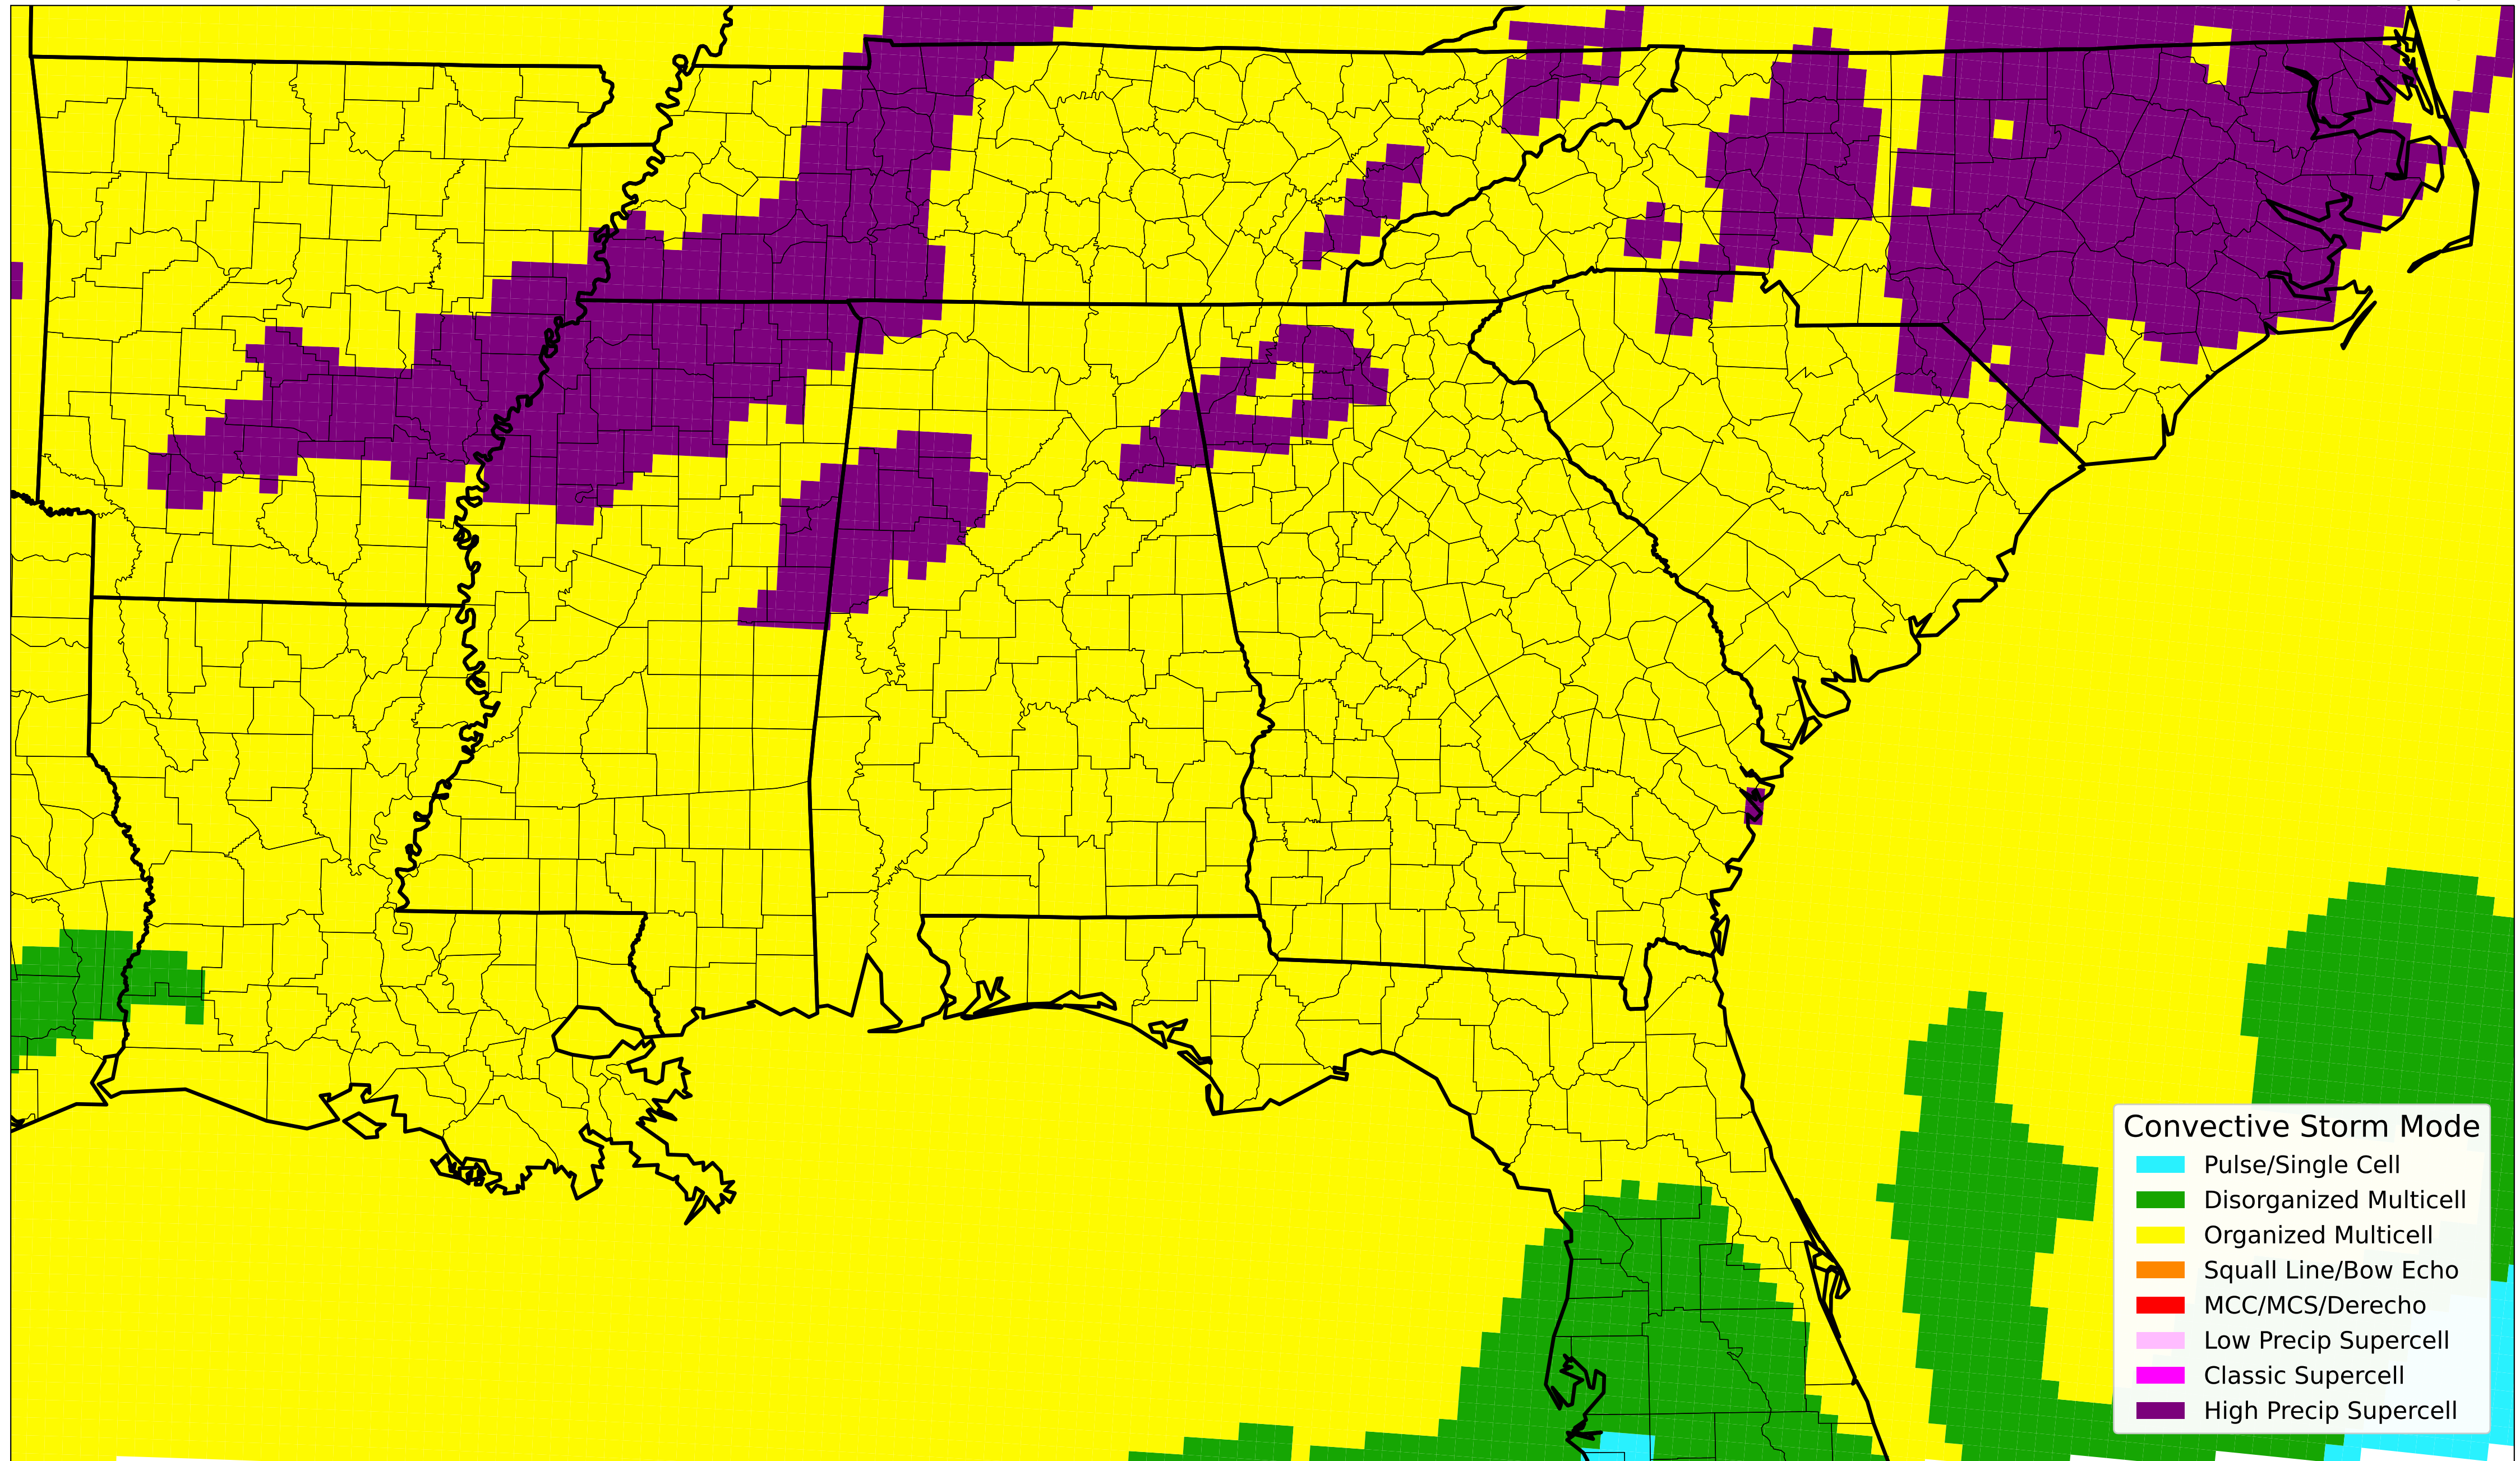 Convective Storm Mode
Pulse/Single Cell
Disorganized Multicell
Organized Multicell
Squall Line/Bow Echo
MCC/MCS/Derecho
Low Precip Supercell
Classic Supercell
High Precip Supercell